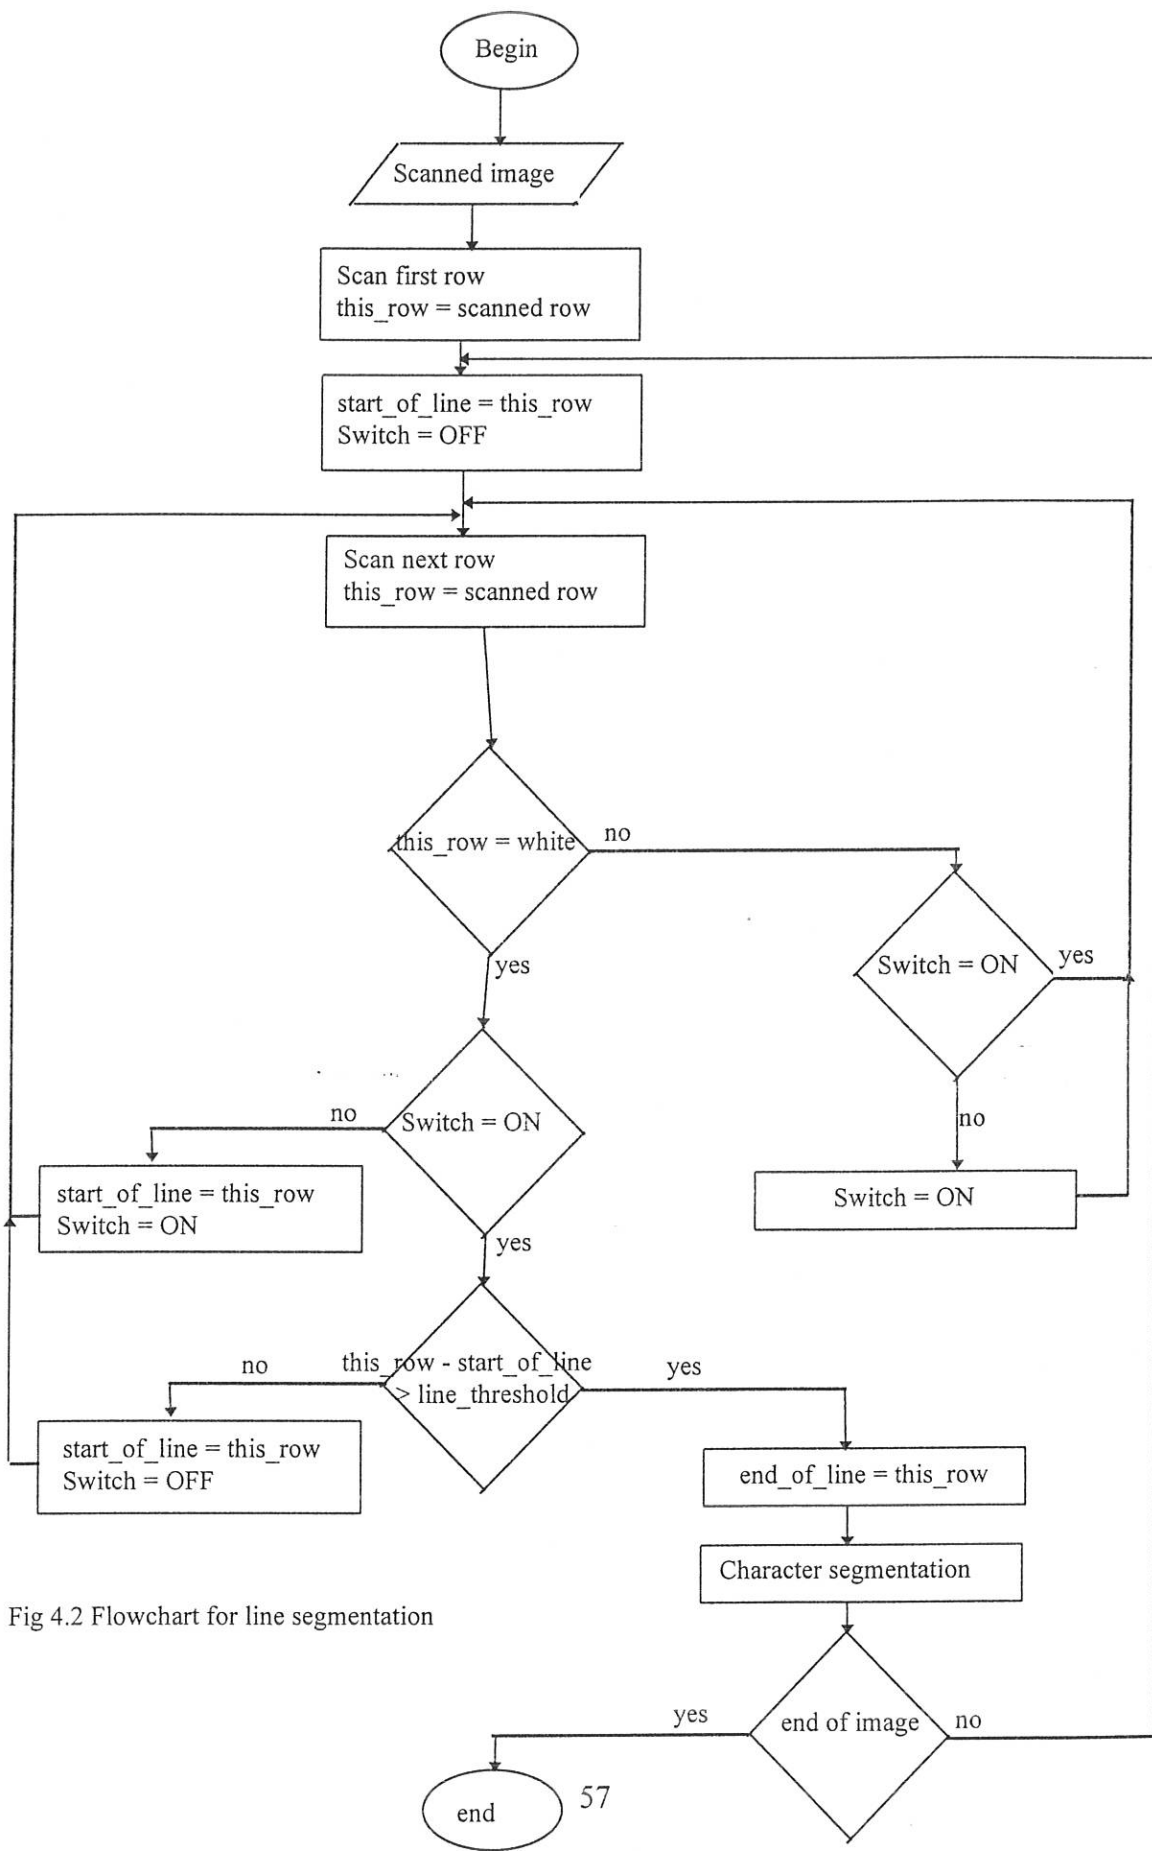 Begin
Scanned image
Scan first row
this_row = scanned row
start_of_line = this_row
Switch = OFF
Scan next row
this_row = scanned row
this_row = white
no
yes
Switch = ON
yes
no
Switch = ON
Switch = ON
no
start_of_line = this_row
Switch = ON
yes
this_row - start_of_line
> line_threshold
no
start_of_line = this_row
Switch = OFF
yes
end_of_line = this_row
Character segmentation
Fig 4.2 Flowchart for line segmentation
end of image
yes
no
end
57